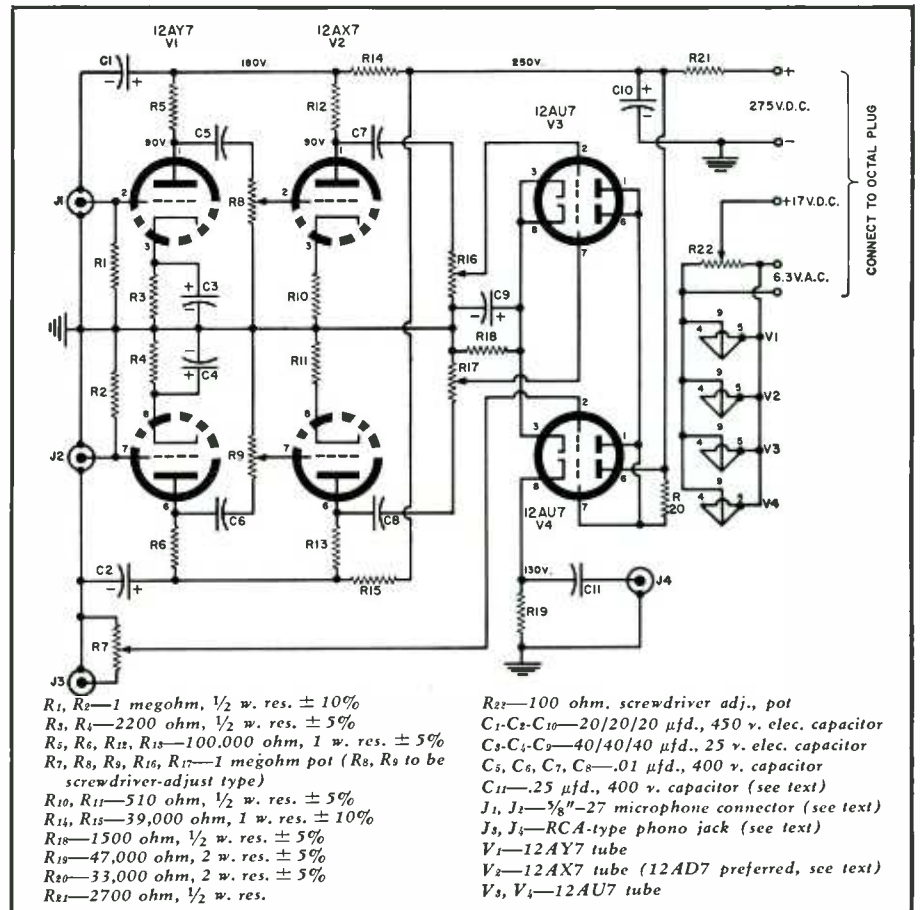 12AY7
V1
12AX7
V2
C1
R14
180V.
250V.
R21
+
C10
275 V.D.C.
-
R5
C5
R12
C7
90V
90V
12AU7
V3
J1
R8
R16
R1
R3
C3
R10
C9
R18
+17 V.D.C.
R22
6.3V.A.C.
CONNECT TO OCTAL PLUG
R2
R4
C4
R11
R17
V1
V2
V3
V4
J2
R9
C6
C8
R6
R13
12AU7
V4
R
20
C2
R15
130V.
C11
J4
R19
R7
J3
R1, R2—1 megohm, 1/2 w. res. ± 10%
R3, R4—2200 ohm, 1/2 w. res. ± 5%
R5, R6, R12, R13—100.000 ohm, 1 w. res. ± 5%
R7, R8, R9, R16, R17—1 megohm pot (R8, R9 to be
screwdriver-adjust type)
R10, R11—510 ohm, 1/2 w. res. ± 5%
R14, R15—39,000 ohm, 1 w. res. ± 10%
R18—1500 ohm, 1/2 w. res. ± 5%
R19—47,000 ohm, 2 w. res. ± 5%
R20—33,000 ohm, 2 w. res. ± 5%
R21—2700 ohm, 1/2 w. res.
R22—100 ohm. screwdriver adj., pot
C1-C2-C10—20/20/20 µfd., 450 v. elec. capacitor
C3-C4-C9—40/40/40 µfd., 25 v. elec. capacitor
C5, C6, C7, C8—.01 µfd., 400 v. capacitor
C11—.25 µfd., 400 v. capacitor (see text)
J1, J2—5/8"-27 microphone connector (see text)
J3, J4—RCA-type phono jack (see text)
V1—12AY7 tube
V2—12AX7 tube (12AD7 preferred, see text)
V3, V4—12AU7 tube